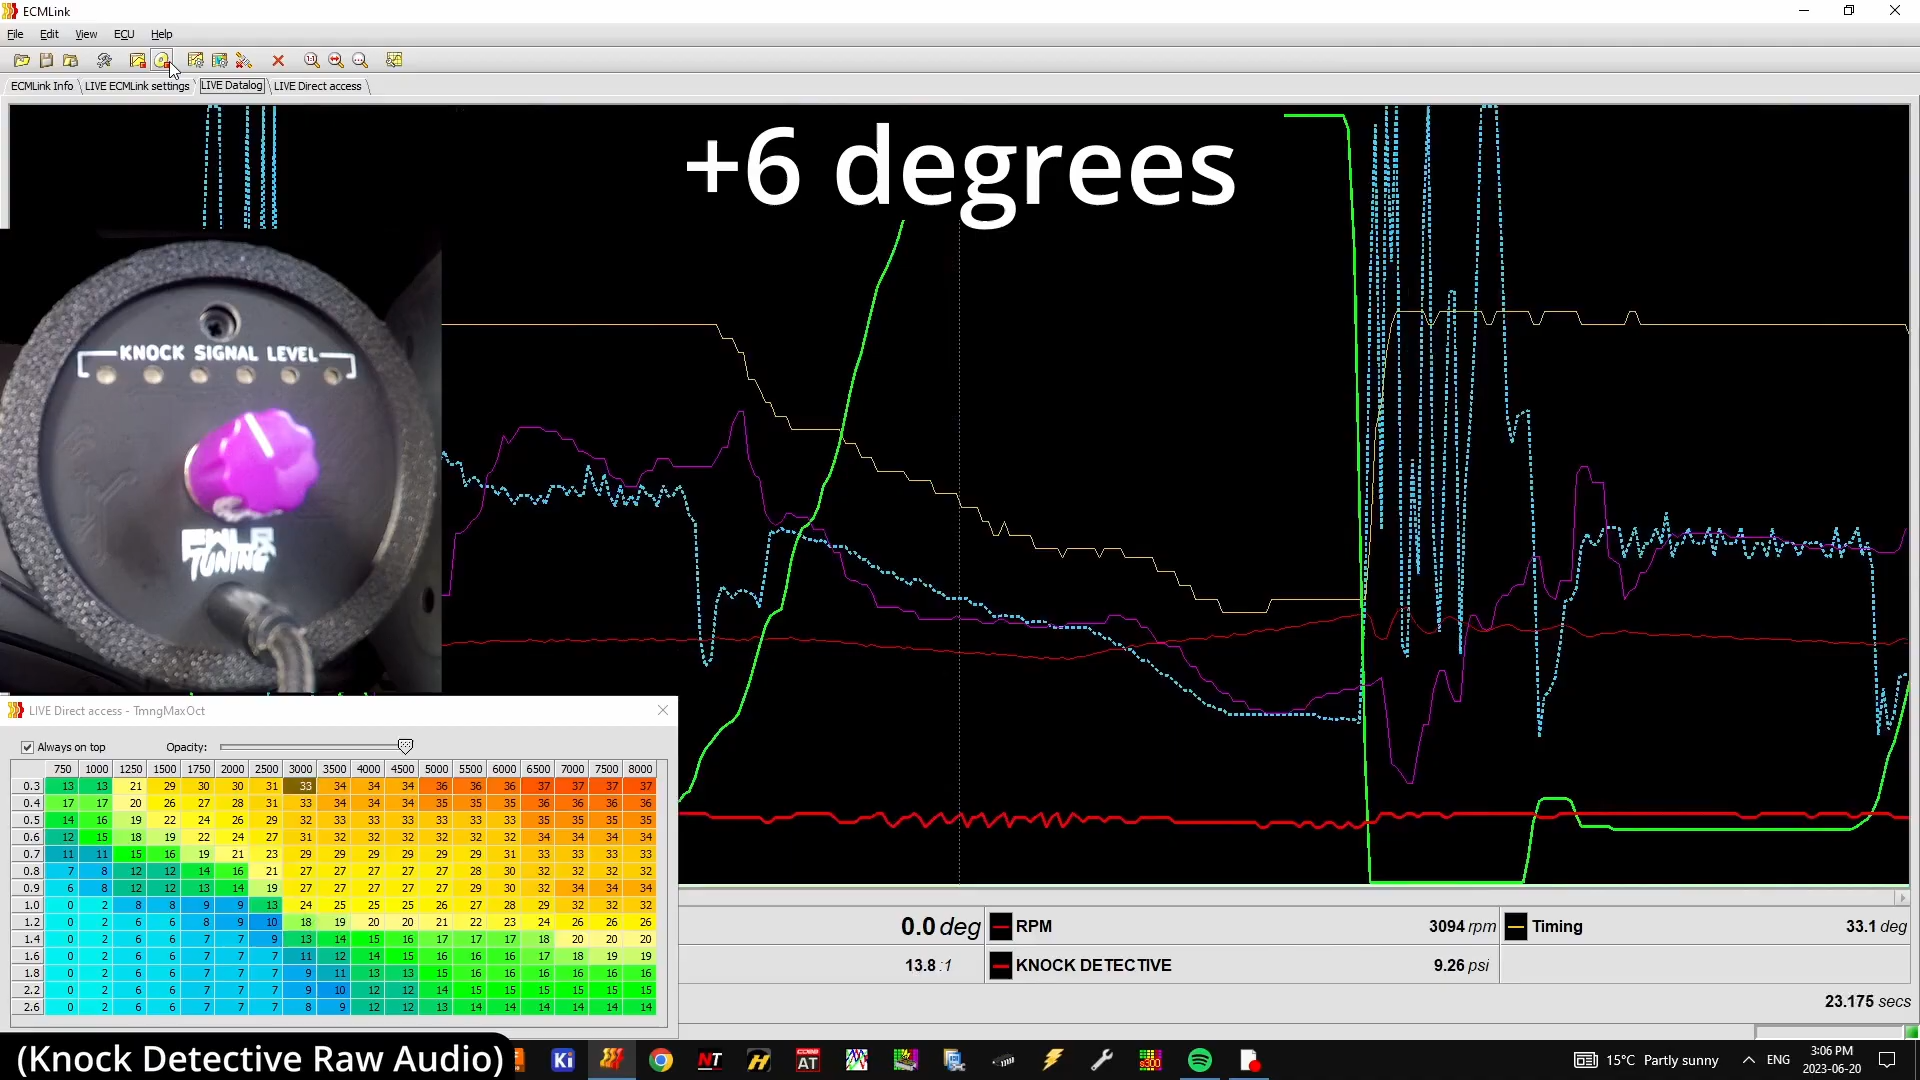 ECMLink
File Edit View ECU Help
ECMLink Info LIVE ECMLink settings LIVE Datalog LIVE Direct access
+6 degrees
KNOCK SIGNAL LEVEL
TUNING
LIVE Direct access - TmngMaxOct
Always on top Opacity:
750 1000 1250 1500 1750 2000 2500 3000 3500 4000 4500 5000 5500 6000 6500 7000 7500 8000
0.3 13 13 21 29 30 30 31 33 34 34 34 36 36 36 37 37 37 37
0.4 17 17 20 26 27 28 31 33 34 34 34 35 35 36 36 36 36 36
0.5 14 16 19 22 24 26 29 32 33 33 33 33 33 33 35 35 35 35
0.6 12 15 18 19 22 24 27 31 32 32 32 32 32 32 34 34 34 34
0.7 11 11 15 16 19 21 23 29 29 29 29 29 29 31 33 33 33 33
0.8 7 8 12 12 14 16 21 27 27 27 27 27 28 30 32 32 32 32
0.9 6 8 12 12 13 14 19 27 27 27 27 27 29 30 32 34 34 34
1.0 0 2 8 8 9 9 13 24 25 25 26 27 28 29 31 32 32 32
1.2 0 2 6 6 8 9 10 18 19 20 20 21 22 23 24 26 26 26
1.4 0 2 6 6 7 7 9 13 14 15 16 17 17 17 18 20 20 20
1.6 0 2 6 6 7 7 7 11 12 14 15 16 16 16 17 18 19 19
1.8 0 2 6 6 7 7 7 9 11 13 13 15 16 16 16 16 16 16
2.2 0 2 6 6 7 7 7 9 10 12 12 14 15 15 15 15 15 15
2.6 0 2 6 6 7 7 7 8 9 12 12 13 14 14 14 14 14 14
0.0 deg RPM 3094 rpm Timing 33.1 deg
13.8 :1 KNOCK DETECTIVE 9.26 psi
23.175 secs
(Knock Detective Raw Audio)
Ki NT H AT 15°C Partly sunny ENG 3:06 PM
2023-06-20